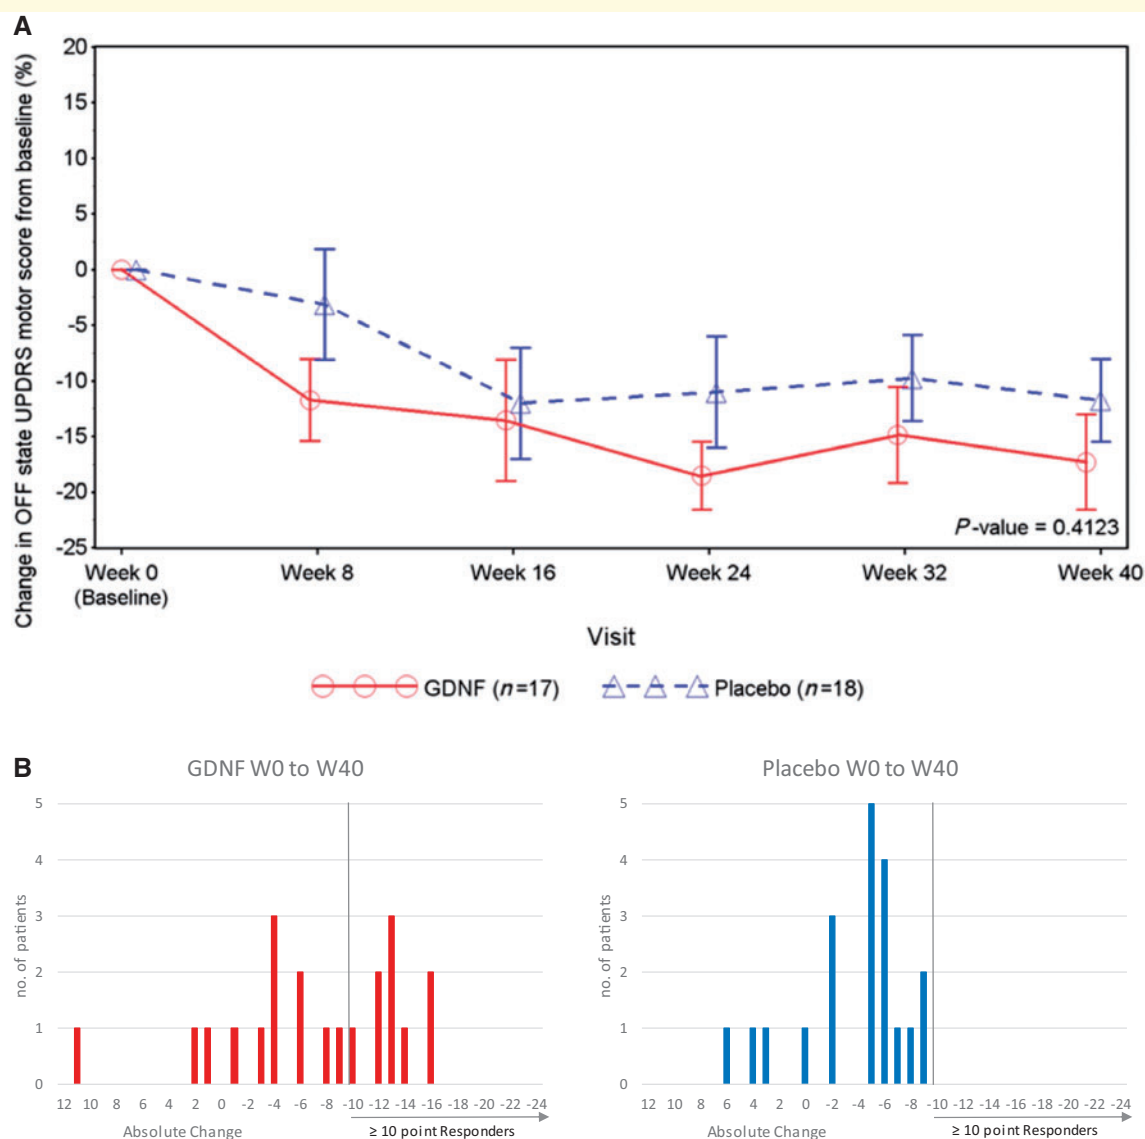 A
Change in OFF state UPDRS motor score from baseline (%)
20
15
10
5
0
-5
-10
-15
-20
-25
P-value = 0.4123
Week 0 Week 8 Week 16 Week 24 Week 32 Week 40
(Baseline)
Visit
GDNF (n=17) Placebo (n=18)
B
GDNF W0 to W40
no. of patients
5
4
3
2
1
0
12 10 8 6 4 2 0 -2 -4 -6 -8 -10 -12 -14 -16 -18 -20 -22 -24
Absolute Change ≥ 10 point Responders
Placebo W0 to W40
no. of patients
5
4
3
2
1
0
12 10 8 6 4 2 0 -2 -4 -6 -8 -10 -12 -14 -16 -18 -20 -22 -24
Absolute Change ≥ 10 point Responders